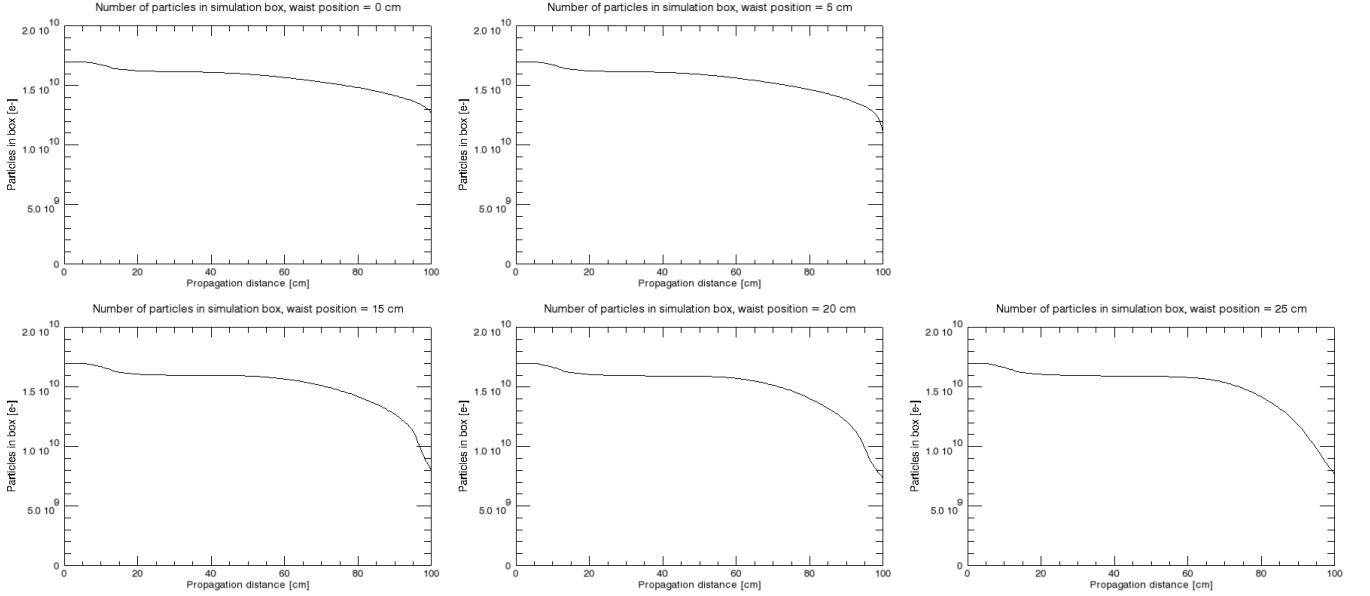 Number of particles in simulation box, waist position = 0 cm
Particles in box [e-]
2.0 10^10
1.5 10^10
1.0 10^10
5.0 10^9
0
0 20 40 60 80 100
Propagation distance [cm]
Number of particles in simulation box, waist position = 5 cm
Particles in box [e-]
2.0 10^10
1.5 10^10
1.0 10^10
5.0 10^9
0
0 20 40 60 80 100
Propagation distance [cm]
Number of particles in simulation box, waist position = 15 cm
Particles in box [e-]
2.0 10^10
1.5 10^10
1.0 10^10
5.0 10^9
0
0 20 40 60 80 100
Propagation distance [cm]
Number of particles in simulation box, waist position = 20 cm
Particles in box [e-]
2.0 10^10
1.5 10^10
1.0 10^10
5.0 10^9
0
0 20 40 60 80 100
Propagation distance [cm]
Number of particles in simulation box, waist position = 25 cm
Particles in box [e-]
2.0 10^10
1.5 10^10
1.0 10^10
5.0 10^9
0
0 20 40 60 80 100
Propagation distance [cm]